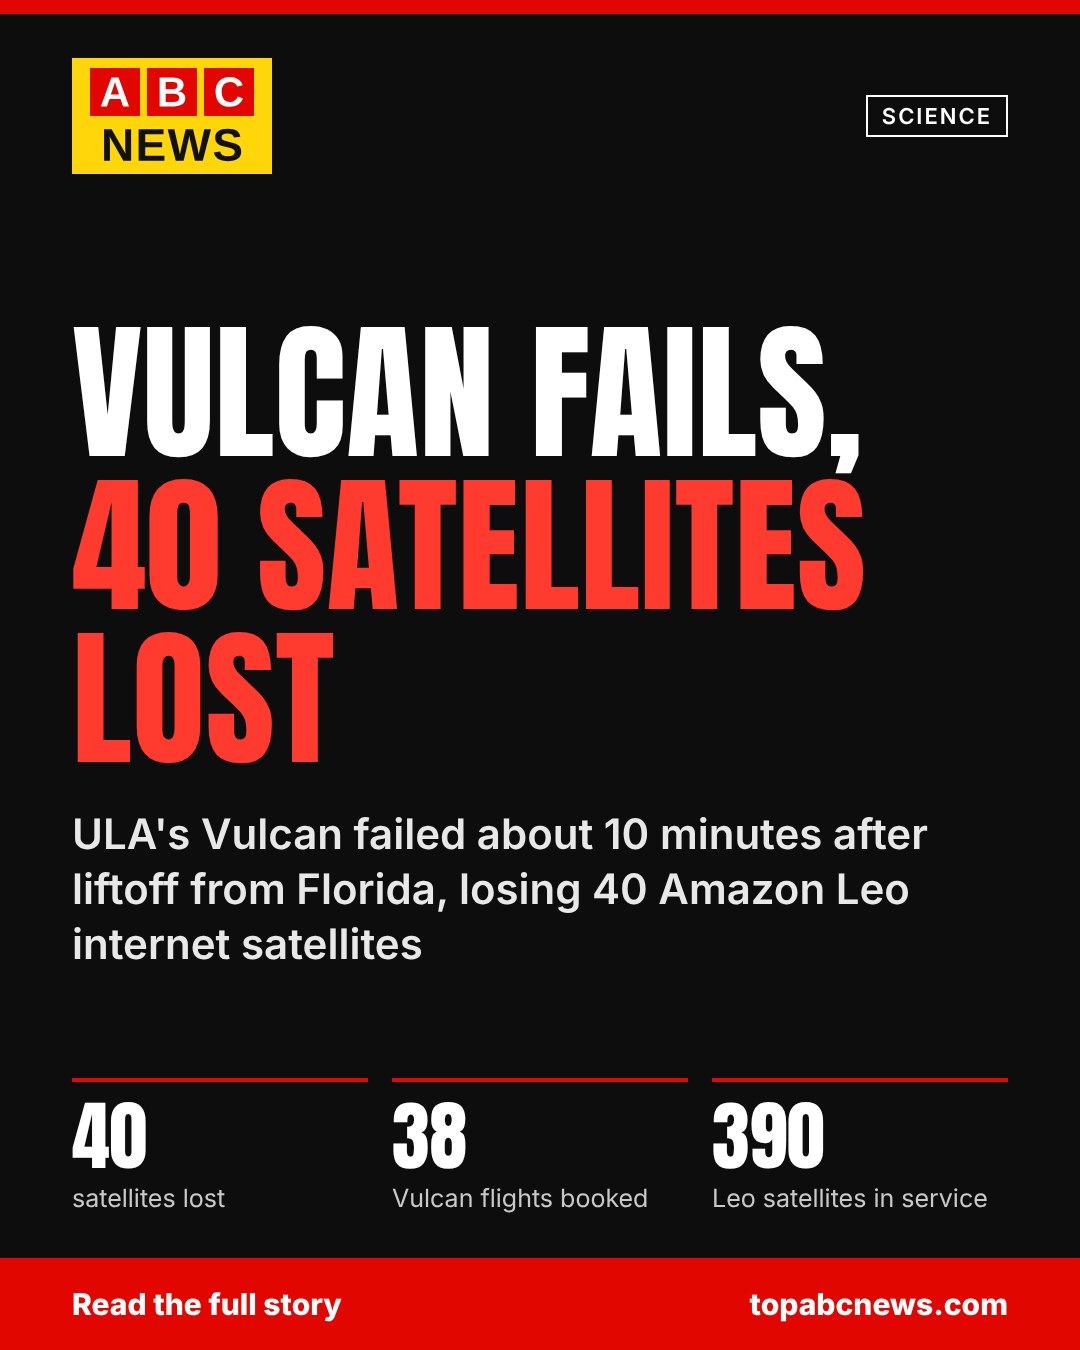 ABC
NEWS
SCIENCE
VULCAN FAILS,
40 SATELLITES
LOST
ULA's Vulcan failed about 10 minutes after
liftoff from Florida, losing 40 Amazon Leo
internet satellites
40
satellites lost
38
Vulcan flights booked
390
Leo satellites in service
Read the full story
topabcnews.com